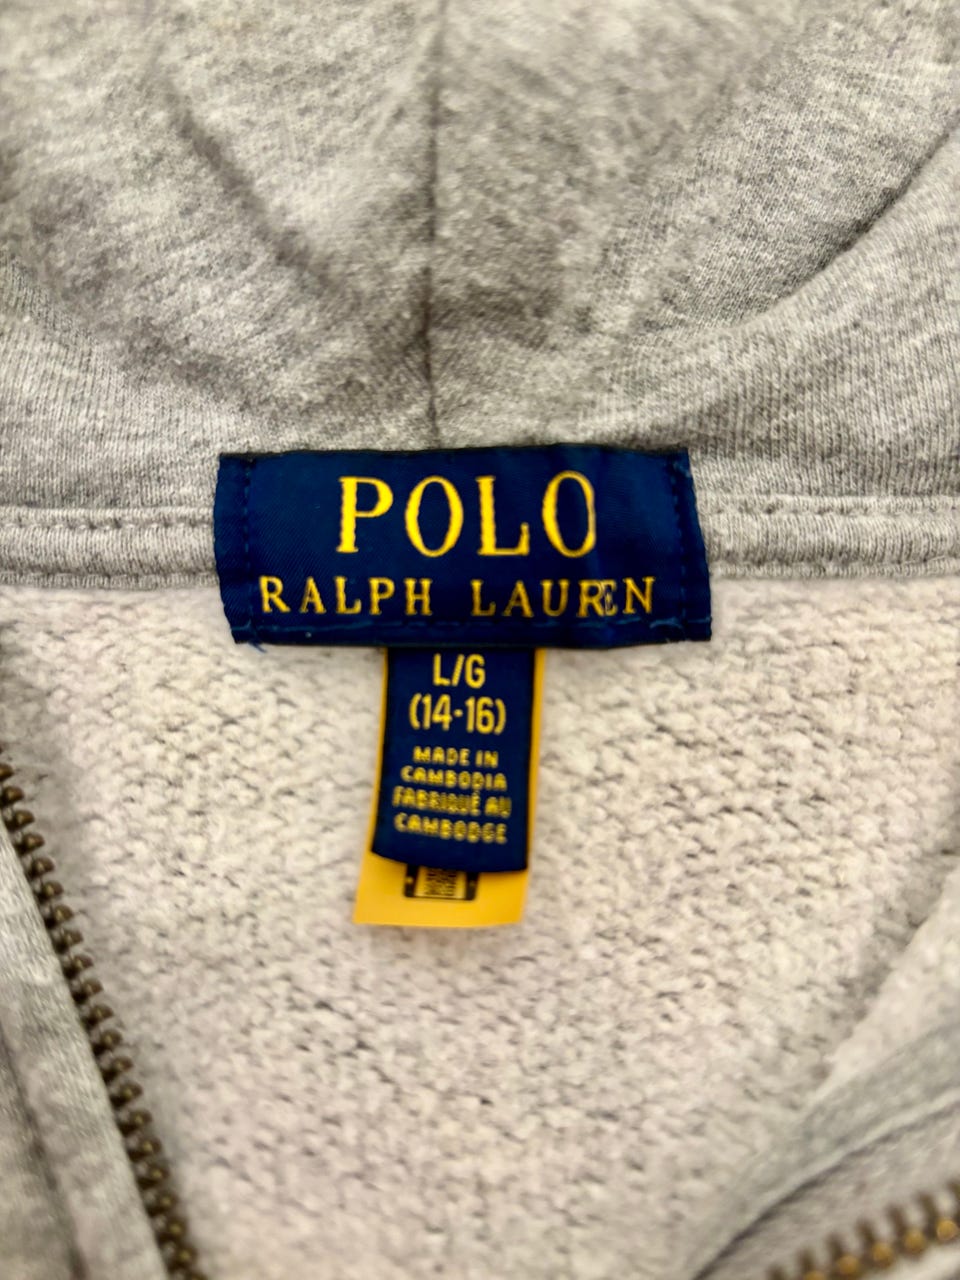 POLO
RALPH LAUREN
L/G
(14-16)
MADE IN
CAMBODIA
FABRIQUÉ AU
CAMBODGE